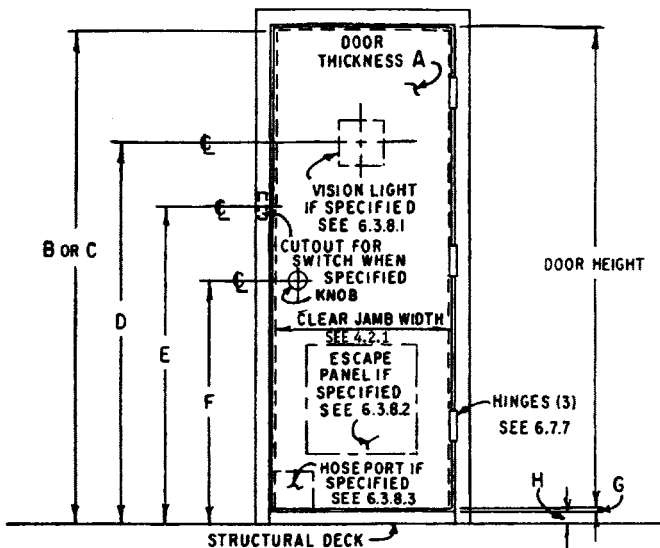 DOOR
THICKNESS A
℄
VISION LIGHT
IF SPECIFIED
SEE 6.3.8.1
℄
B OR C
CUTOUT FOR
SWITCH WHEN
SPECIFIED
DOOR HEIGHT
℄
KNOB
D
E
CLEAR JAMB WIDTH
SEE 4.2.1
ESCAPE
PANEL IF
SPECIFIED
SEE 6.3.8.2
F
HINGES (3)
SEE 6.7.7
HOSE PORT IF
SPECIFIED
SEE 6.3.8.3
H
G
STRUCTURAL DECK